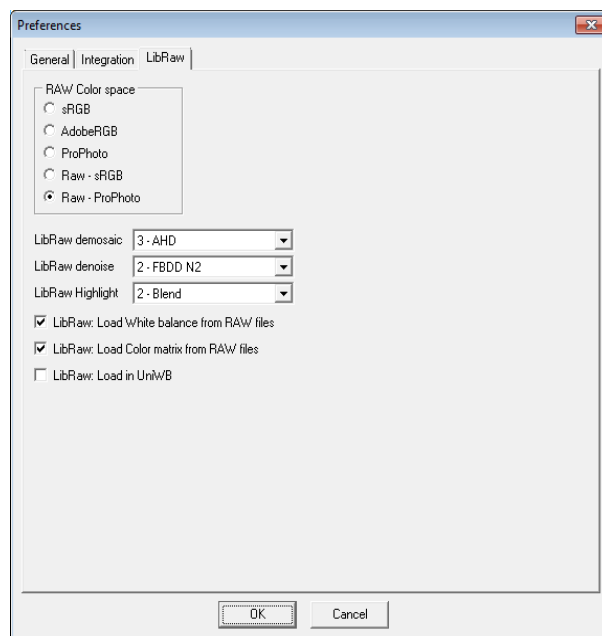 Preferences
General
Integration
LibRaw
RAW Color space
sRGB
AdobeRGB
ProPhoto
Raw - sRGB
Raw - ProPhoto
LibRaw demosaic 3 - AHD
LibRaw denoise 2 - FBDD N2
LibRaw Highlight 2 - Blend
LibRaw: Load White balance from RAW files
LibRaw: Load Color matrix from RAW files
LibRaw: Load in UniWB
OK
Cancel